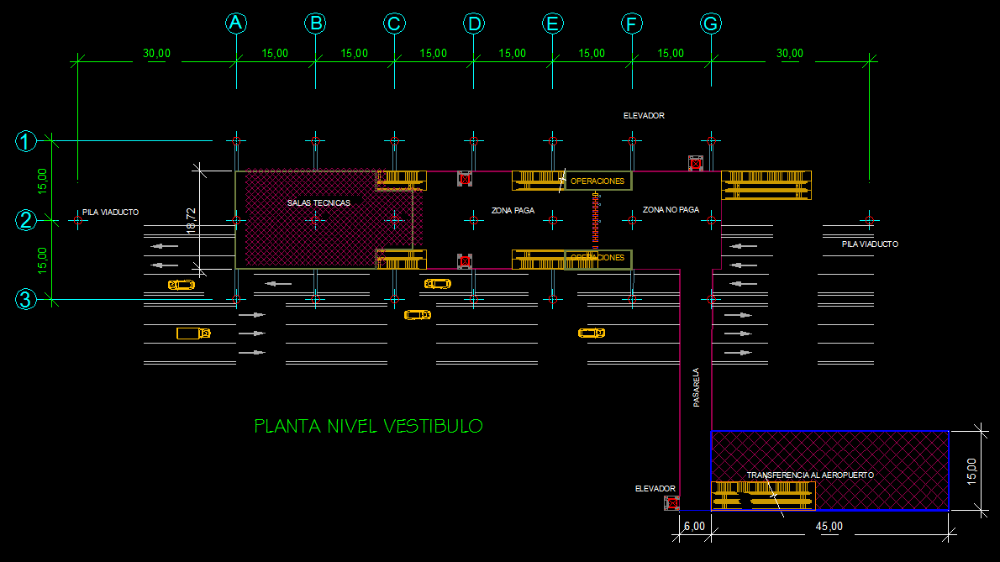 A B C D E F G
30,00 15,00 15,00 15,00 15,00 15,00 15,00 30,00
ELEVADOR
1
15,00
OPERACIONES
SALAS TECNICAS
ZONA PAGA
ZONA NO PAGA
2
PILA VIADUCTO
18,72
PILA VIADUCTO
15,00
OPERACIONES
3
PASARELA
PLANTA NIVEL VESTIBULO
TRANSFERENCIA AL AEROPUERTO
15,00
ELEVADOR
6,00
45,00